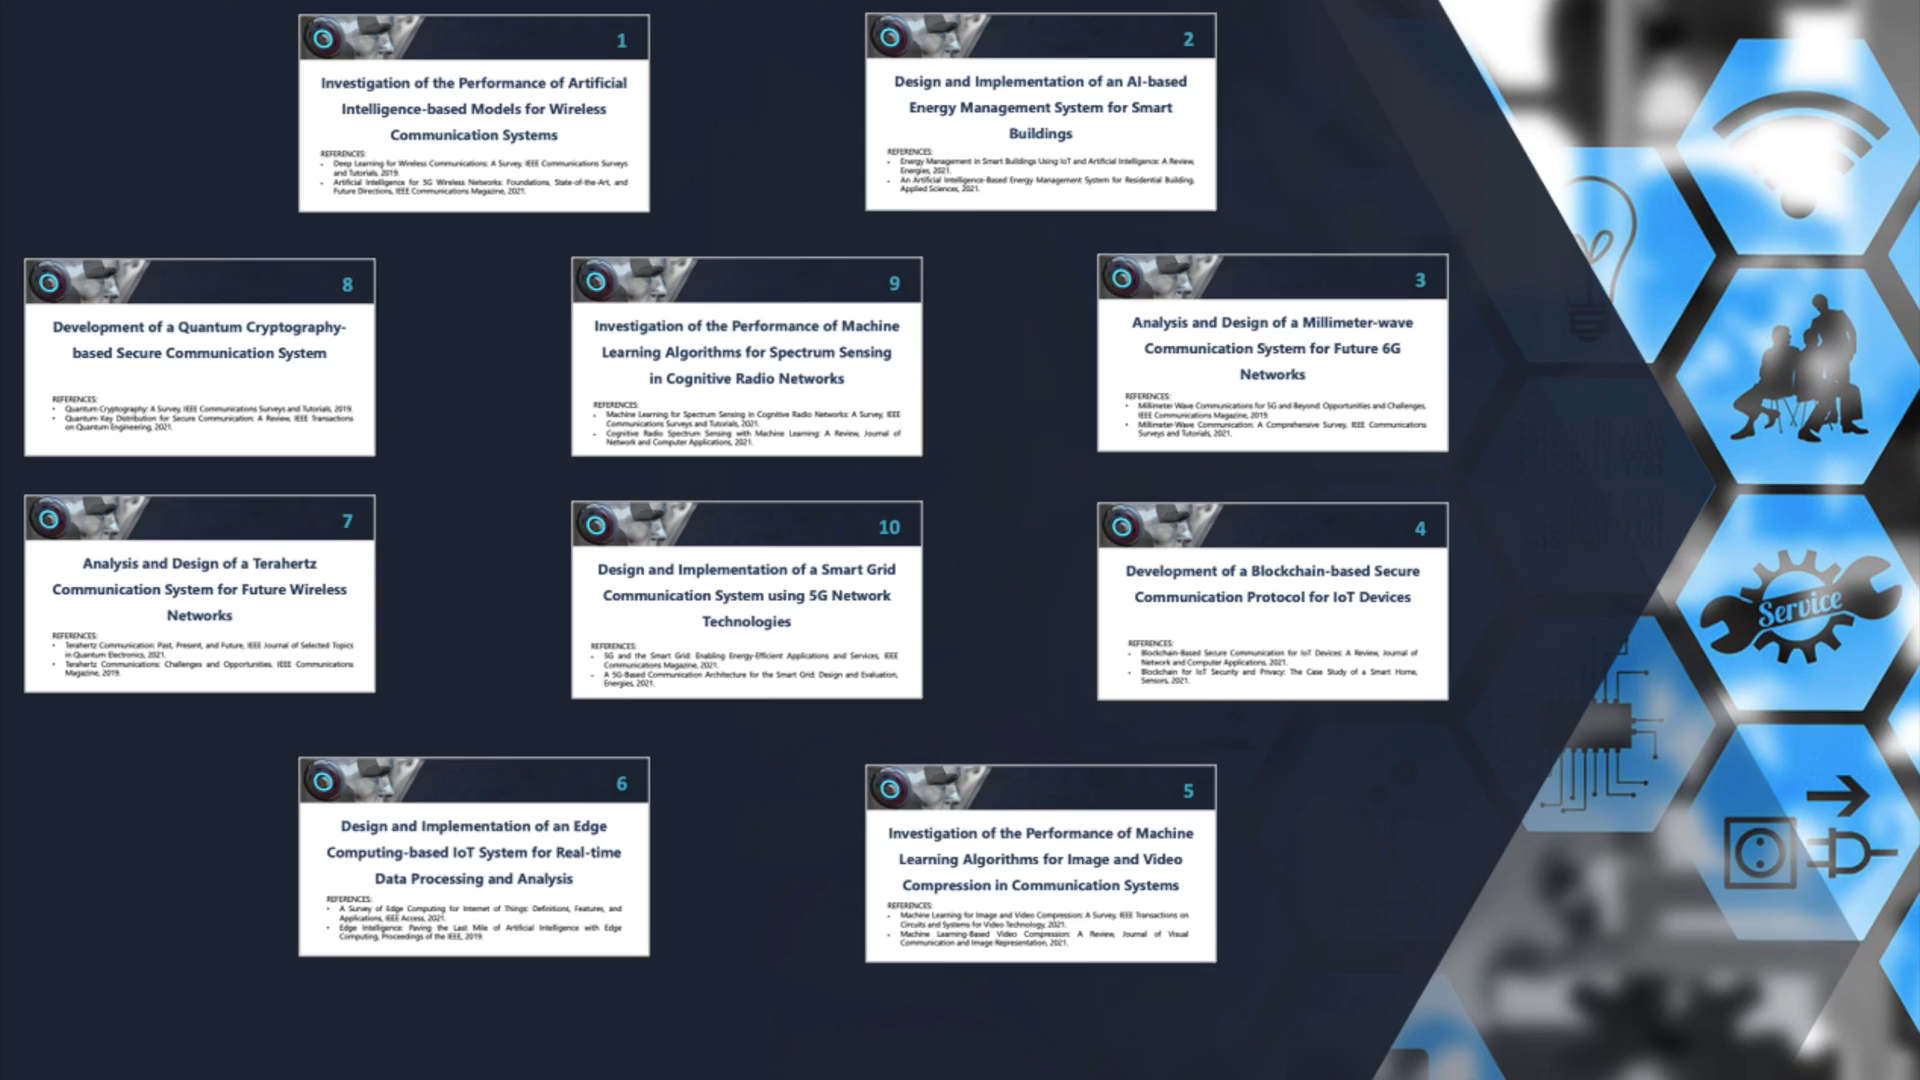 1
Investigation of the Performance of Artificial
Intelligence-based Models for Wireless
Communication Systems
REFERENCES:
• Deep Learning for Wireless Communications: A Survey, IEEE Communications Surveys
and Tutorials, 2019.
• Artificial Intelligence for 5G Wireless Networks: Foundations, State-of-the-Art, and
Future Directions, IEEE Communications Magazine, 2021.
2
Design and Implementation of an AI-based
Energy Management System for Smart
Buildings
REFERENCES:
• Energy Management in Smart Buildings Using IoT and Artificial Intelligence: A Review,
Energies, 2021.
• An Artificial Intelligence-Based Energy Management System for Residential Building,
Applied Sciences, 2021.
8
Development of a Quantum Cryptography-
based Secure Communication System
REFERENCES:
• Quantum Cryptography: A Survey, IEEE Communications Surveys and Tutorials, 2019.
• Quantum Key Distribution for Secure Communication: A Review, IEEE Transactions
on Quantum Engineering, 2021.
9
Investigation of the Performance of Machine
Learning Algorithms for Spectrum Sensing
in Cognitive Radio Networks
REFERENCES:
• Machine Learning for Spectrum Sensing in Cognitive Radio Networks: A Survey, IEEE
Communications Surveys and Tutorials, 2021.
• Cognitive Radio Spectrum Sensing with Machine Learning: A Review, Journal of
Network and Computer Applications, 2021.
3
Analysis and Design of a Millimeter-wave
Communication System for Future 6G
Networks
REFERENCES:
• Millimeter Wave Communications for 5G and Beyond: Opportunities and Challenges,
IEEE Communications Magazine, 2019.
• Millimeter-Wave Communication: A Comprehensive Survey, IEEE Communications
Surveys and Tutorials, 2021.
7
Analysis and Design of a Terahertz
Communication System for Future Wireless
Networks
REFERENCES:
• Terahertz Communication: Past, Present, and Future, IEEE Journal of Selected Topics
in Quantum Electronics, 2021.
• Terahertz Communications: Challenges and Opportunities, IEEE Communications
Magazine, 2019.
10
Design and Implementation of a Smart Grid
Communication System using 5G Network
Technologies
REFERENCES:
• 5G and the Smart Grid: Enabling Energy-Efficient Applications and Services, IEEE
Communications Magazine, 2021.
• A 5G-Based Communication Architecture for the Smart Grid: Design and Evaluation,
Energies, 2021.
4
Development of a Blockchain-based Secure
Communication Protocol for IoT Devices
REFERENCES:
• Blockchain-Based Secure Communication for IoT Devices: A Review, Journal of
Network and Computer Applications, 2021.
• Blockchain for IoT Security and Privacy: The Case Study of a Smart Home,
Sensors, 2021.
Service
6
Design and Implementation of an Edge
Computing-based IoT System for Real-time
Data Processing and Analysis
REFERENCES:
• A Survey of Edge Computing for Internet of Things: Definitions, Features, and
Applications, IEEE Access, 2021.
• Edge Intelligence: Paving the Last Mile of Artificial Intelligence with Edge
Computing, Proceedings of the IEEE, 2019.
5
Investigation of the Performance of Machine
Learning Algorithms for Image and Video
Compression in Communication Systems
REFERENCES:
• Machine Learning for Image and Video Compression: A Survey, IEEE Transactions on
Circuits and Systems for Video Technology, 2021.
• Machine Learning-Based Video Compression: A Review, Journal of Visual
Communication and Image Representation, 2021.